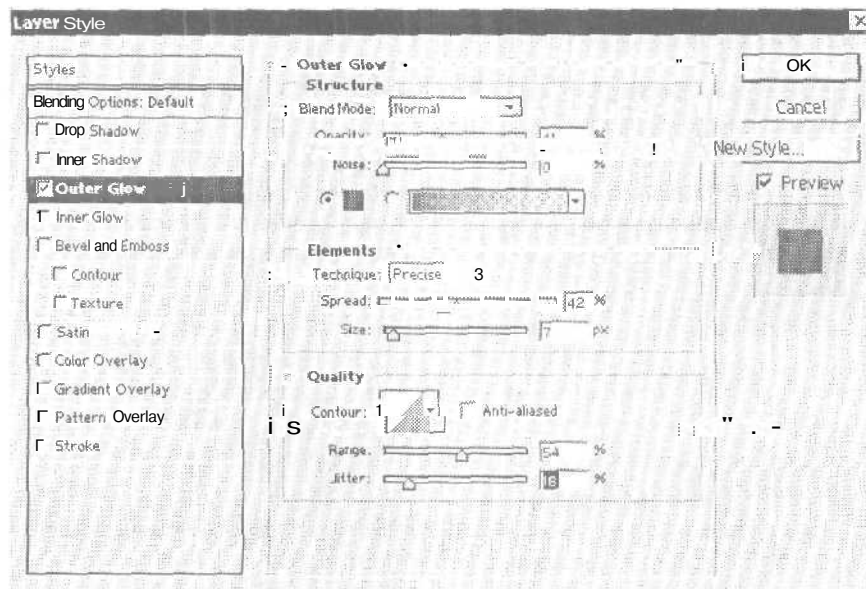 Layer Style
Styles
Blending Options: Default
Drop Shadow
Inner Shadow
Outer Glow
Inner Glow
Bevel and Emboss
Contour
Texture
Satin
Color Overlay
Gradient Overlay
Pattern Overlay
Stroke
Outer Glow
Structure
Blend Mode: Normal
Opacity: %
Noise: 0 %
Elements
Technique: Precise
Spread: 42 %
Size: 7 px
Quality
Contour: Anti-aliased
Range: 54 %
Jitter: 18 %
OK
Cancel
New Style...
Preview